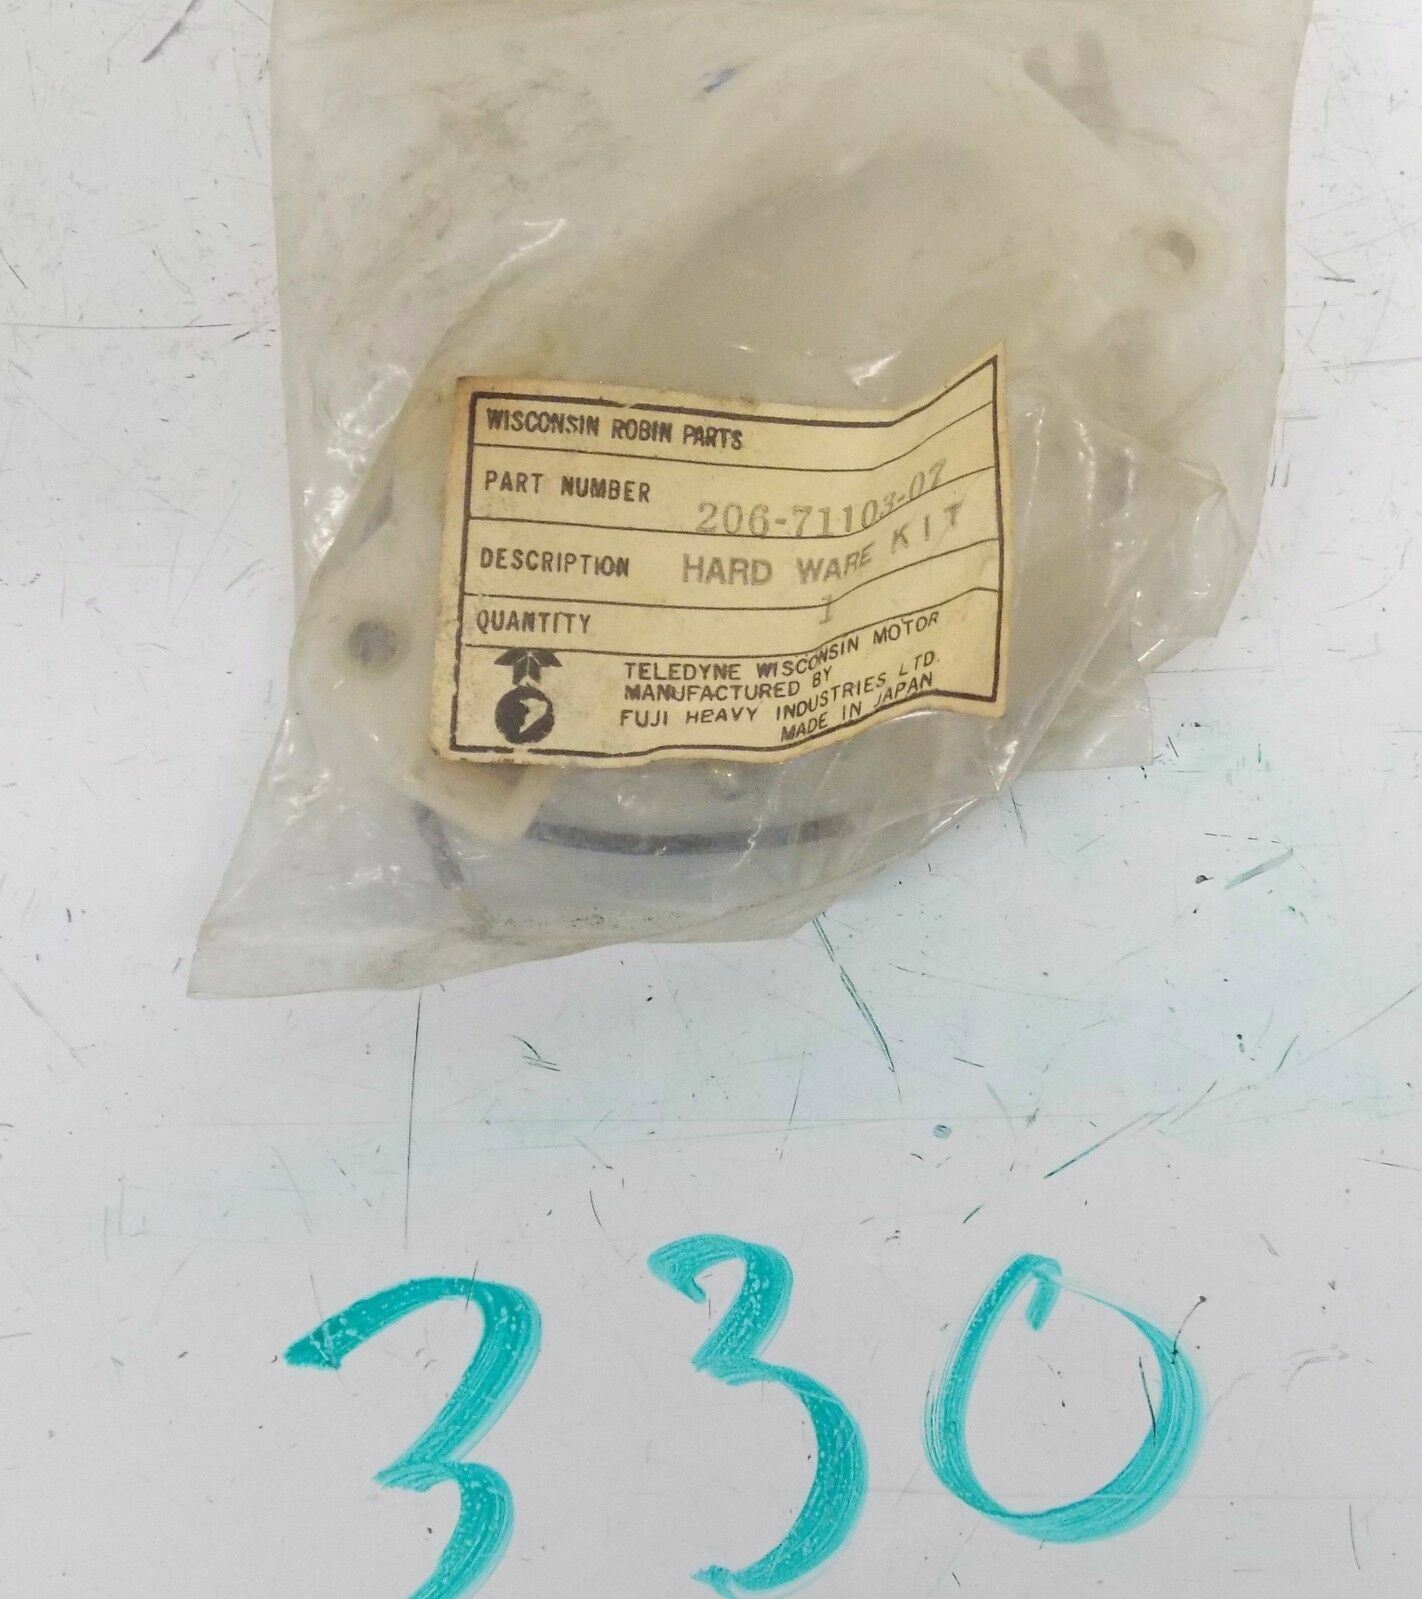 WISCONSIN ROBIN PARTS
PART NUMBER 206-71103-07
DESCRIPTION HARD WARE KIT
QUANTITY 1
TELEDYNE WISCONSIN MOTOR
MANUFACTURED BY
FUJI HEAVY INDUSTRIES LTD.
MADE IN JAPAN
330